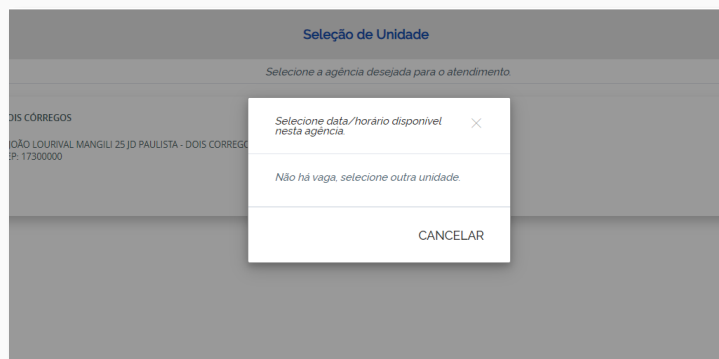 Seleção de Unidade
Selecione a agência desejada para o atendimento.
OIS CÓRREGOS
JOÃO LOURIVAL MANGILI 25 JD PAULISTA - DOIS CORREGO
EP: 17300000
Selecione data/horário disponível
nesta agência.
Não há vaga, selecione outra unidade.
CANCELAR